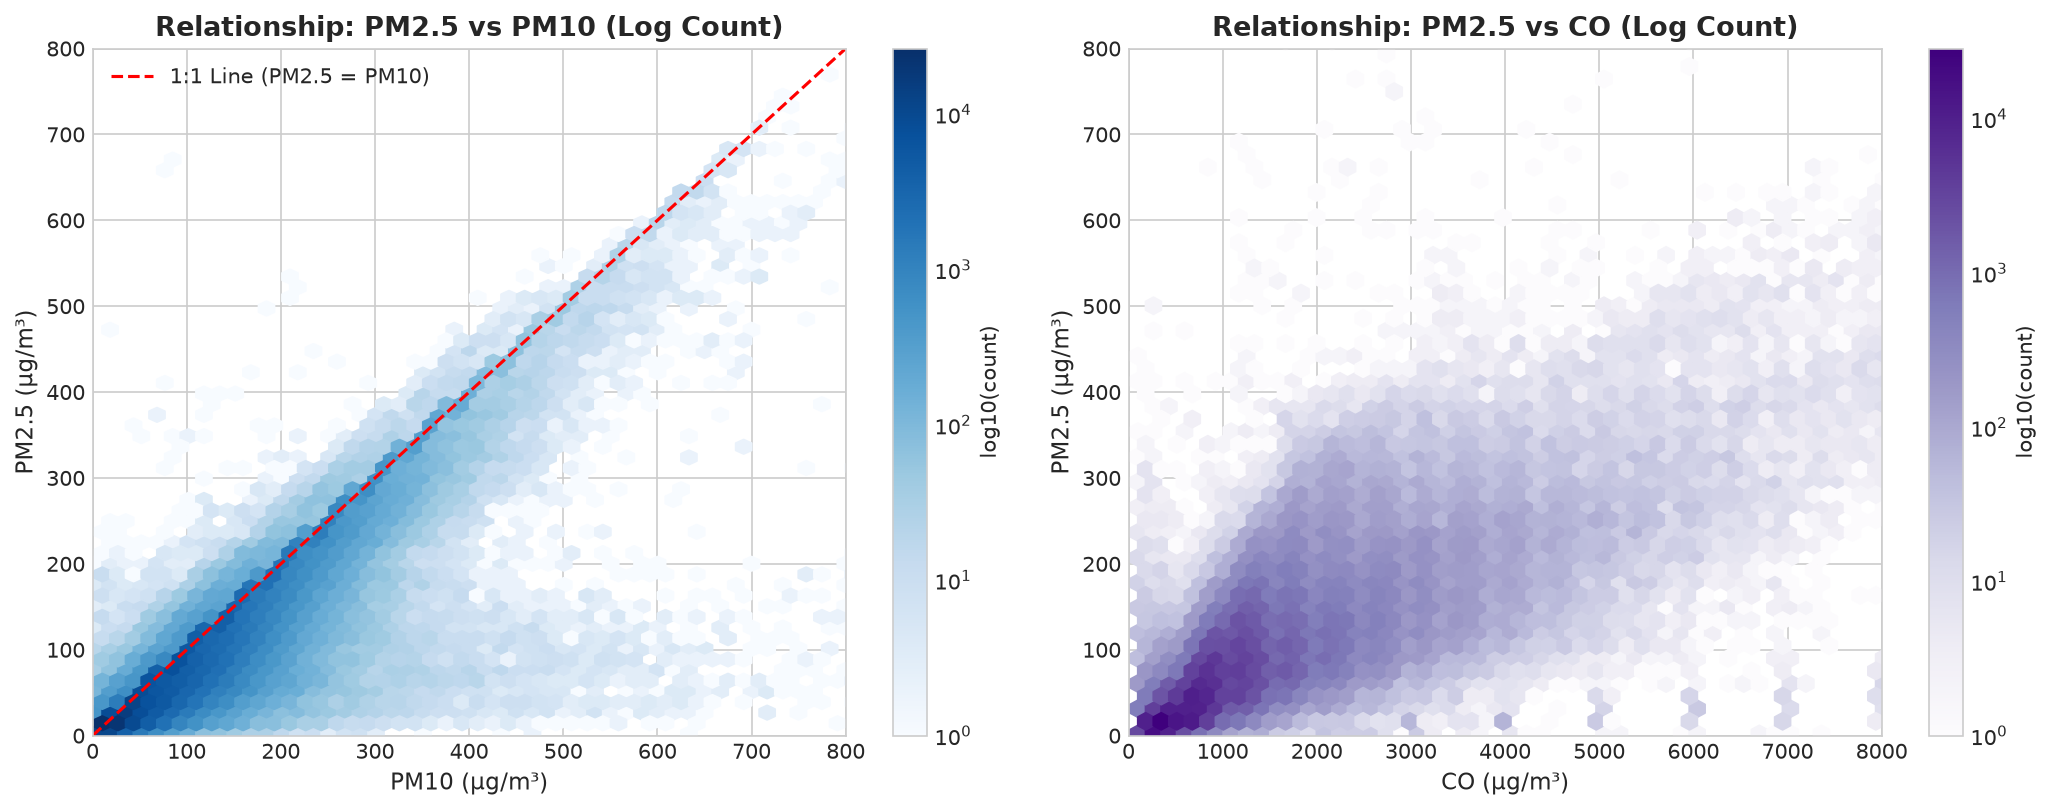 Relationship: PM2.5 vs PM10 (Log Count)
1:1 Line (PM2.5 = PM10)
PM2.5 (μg/m³)
800
700
600
500
400
300
200
100
0
0 100 200 300 400 500 600 700 800
PM10 (μg/m³)
10⁴
10³
10²
10¹
10⁰
log10(count)
Relationship: PM2.5 vs CO (Log Count)
PM2.5 (μg/m³)
800
700
600
500
400
300
200
100
0
0 1000 2000 3000 4000 5000 6000 7000 8000
CO (μg/m³)
10⁴
10³
10²
10¹
10⁰
log10(count)